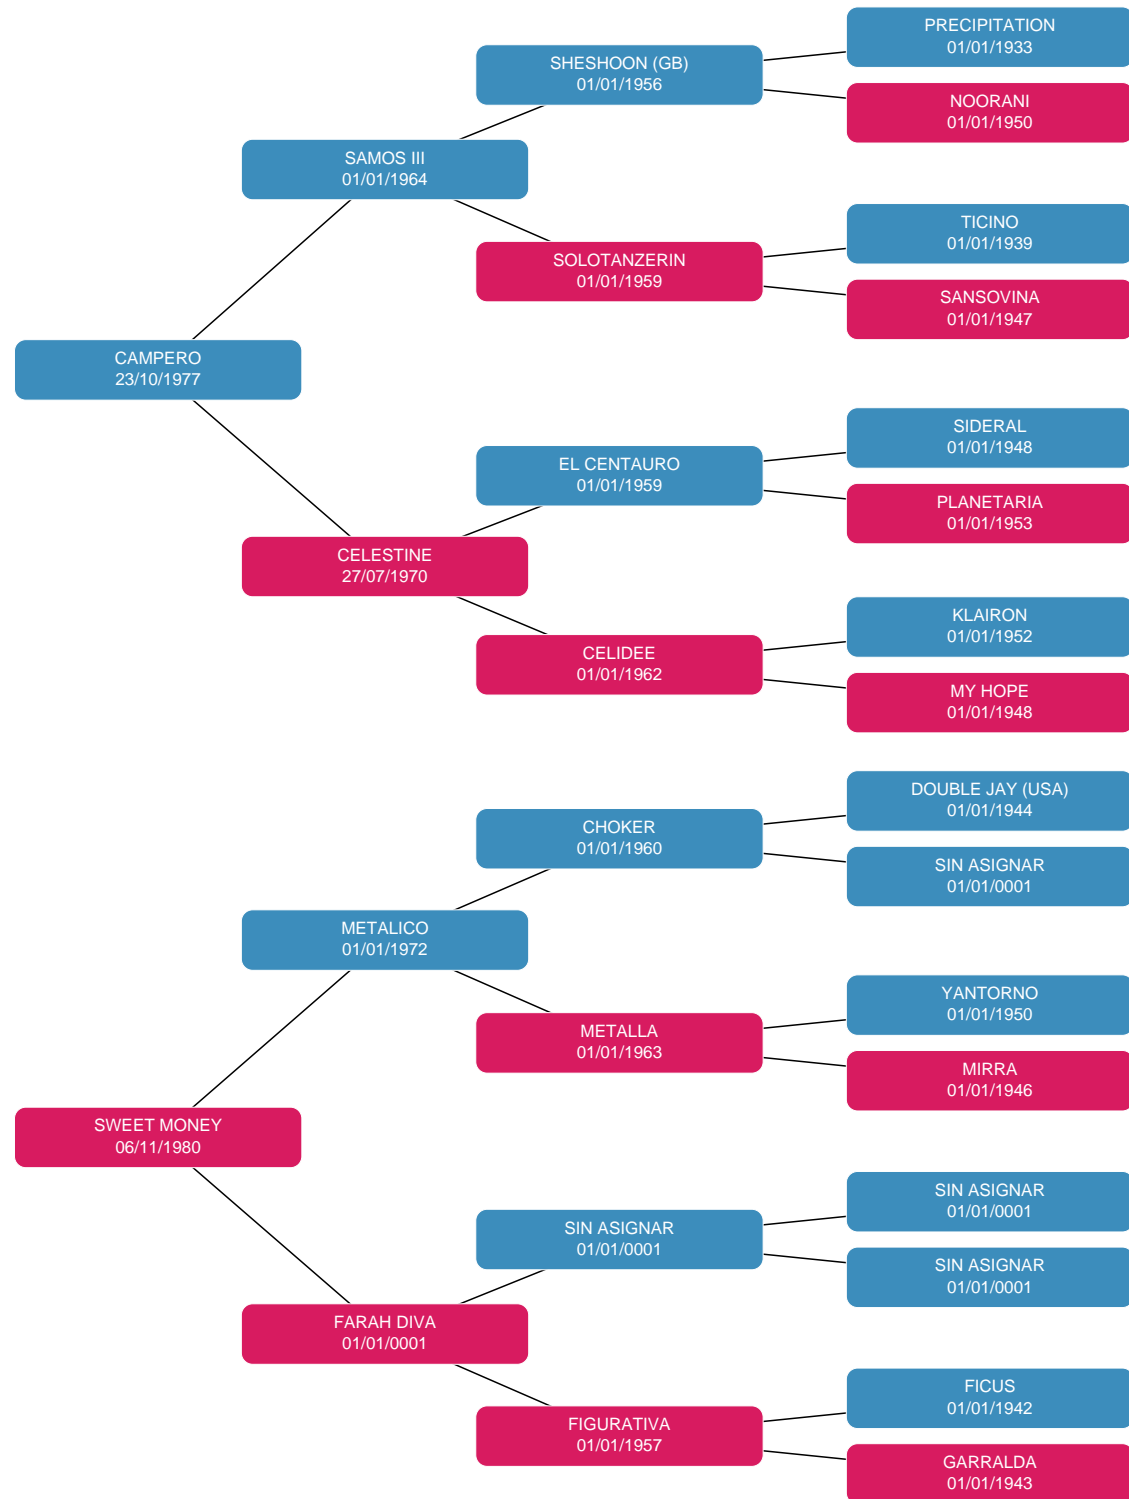 PRECIPITATION
01/01/1933
SHESHOON (GB)
01/01/1956
NOORANI
01/01/1950
SAMOS III
01/01/1964
TICINO
01/01/1939
SOLOTANZERIN
01/01/1959
SANSOVINA
01/01/1947
CAMPERO
23/10/1977
SIDERAL
01/01/1948
EL CENTAURO
01/01/1959
PLANETARIA
01/01/1953
CELESTINE
27/07/1970
KLAIRON
01/01/1952
CELIDEE
01/01/1962
MY HOPE
01/01/1948
DOUBLE JAY (USA)
01/01/1944
CHOKER
01/01/1960
SIN ASIGNAR
01/01/0001
METALICO
01/01/1972
YANTORNO
01/01/1950
METALLA
01/01/1963
MIRRA
01/01/1946
SWEET MONEY
06/11/1980
SIN ASIGNAR
01/01/0001
SIN ASIGNAR
01/01/0001
SIN ASIGNAR
01/01/0001
FARAH DIVA
01/01/0001
FICUS
01/01/1942
FIGURATIVA
01/01/1957
GARRALDA
01/01/1943